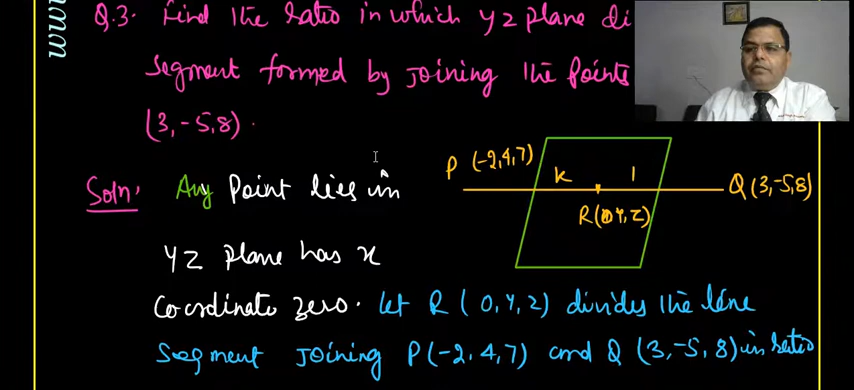 Q.3. Find the ratio in which YZ plane di
segment formed by joining the points
(3,-5,8).
Soln. Any Point lies in
YZ plane has x
Co-ordinate zero. Let R (0,Y,Z) divides the line
segment joining P(-2,4,7) and Q (3,-5,8) in ratio
P (-2,4,7)
K 1
Q (3,-5,8)
R(0,Y,Z)